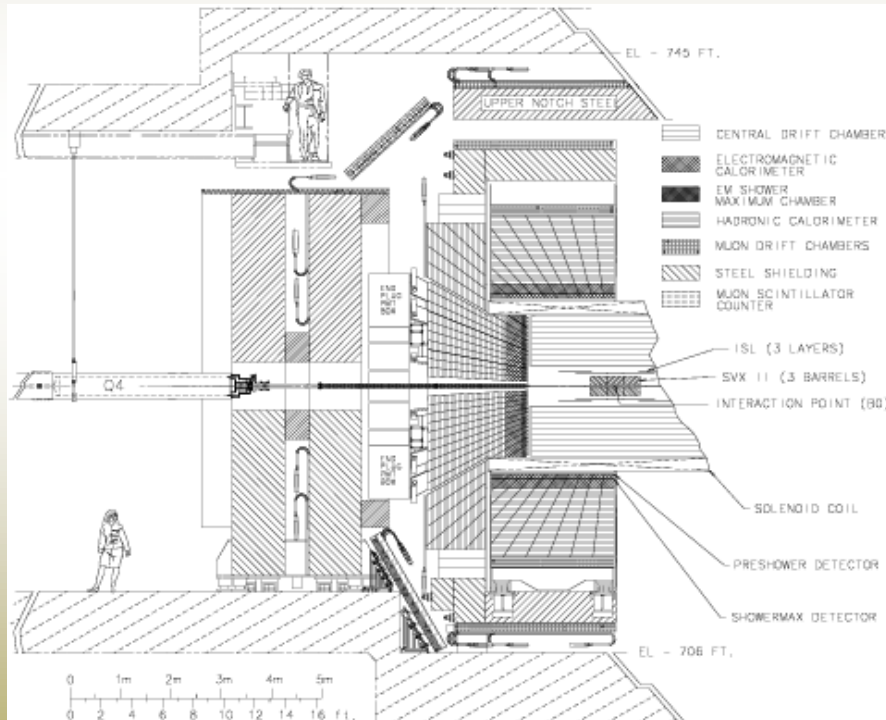 EL - 745 FT.
UPPER NOTCH STEEL
CENTRAL DRIFT CHAMBER
ELECTROMAGNETIC
CALORIMETER
EM SHOWER
MAXIMUM CHAMBER
HADRONIC CALORIMETER
MUON DRIFT CHAMBERS
STEEL SHIELDING
MUON SCINTILLATOR
COUNTER
ISL (3 LAYERS)
SVX II (3 BARRELS)
INTERACTION POINT (B0)
Q4
SOLENOID COIL
PRESHOWER DETECTOR
SHOWERMAX DETECTOR
EL - 706 FT.
0 1m 2m 3m 4m 5m
0 2 4 6 8 10 12 14 16 ft.